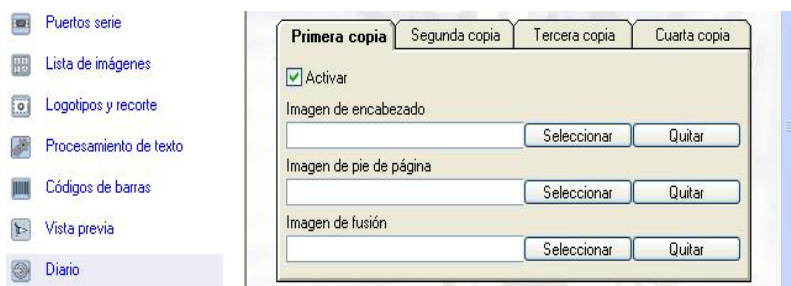 Puertos serie
Lista de imágenes
Logotipos y recorte
Procesamiento de texto
Códigos de barras
Vista previa
Diario
Primera copia Segunda copia Tercera copia Cuarta copia
Activar
Imagen de encabezado
Seleccionar Quitar
Imagen de pie de página
Seleccionar Quitar
Imagen de fusión
Seleccionar Quitar